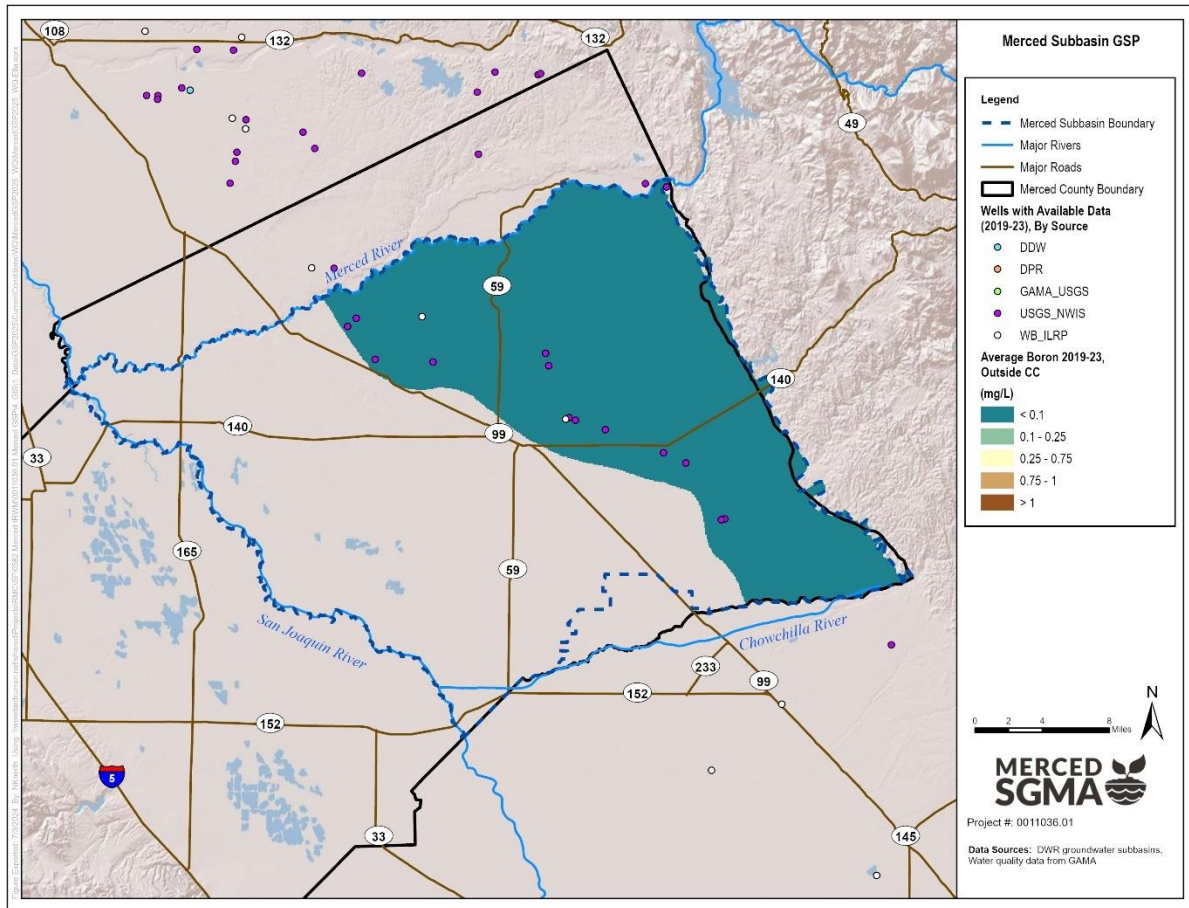 Merced Subbasin GSP
Legend
Merced Subbasin Boundary
Major Rivers
Major Roads
Merced County Boundary
Wells with Available Data
(2019-23), By Source
DDW
DPR
GAMA_USGS
USGS_NWIS
WB_ILRP
Average Boron 2019-23,
Outside CC
(mg/L)
< 0.1
0.1 - 0.25
0.25 - 0.75
0.75 - 1
> 1
N
0 2 4 8
Miles
MERCED
SGMA
Project #: 0011036.01
Data Sources: DWR groundwater subbasins,
Water quality data from GAMA
108
132
132
49
Merced River
59
140
99
140
33
165
59
San Joaquin River
Chowchilla River
233
99
152
152
5
33
145